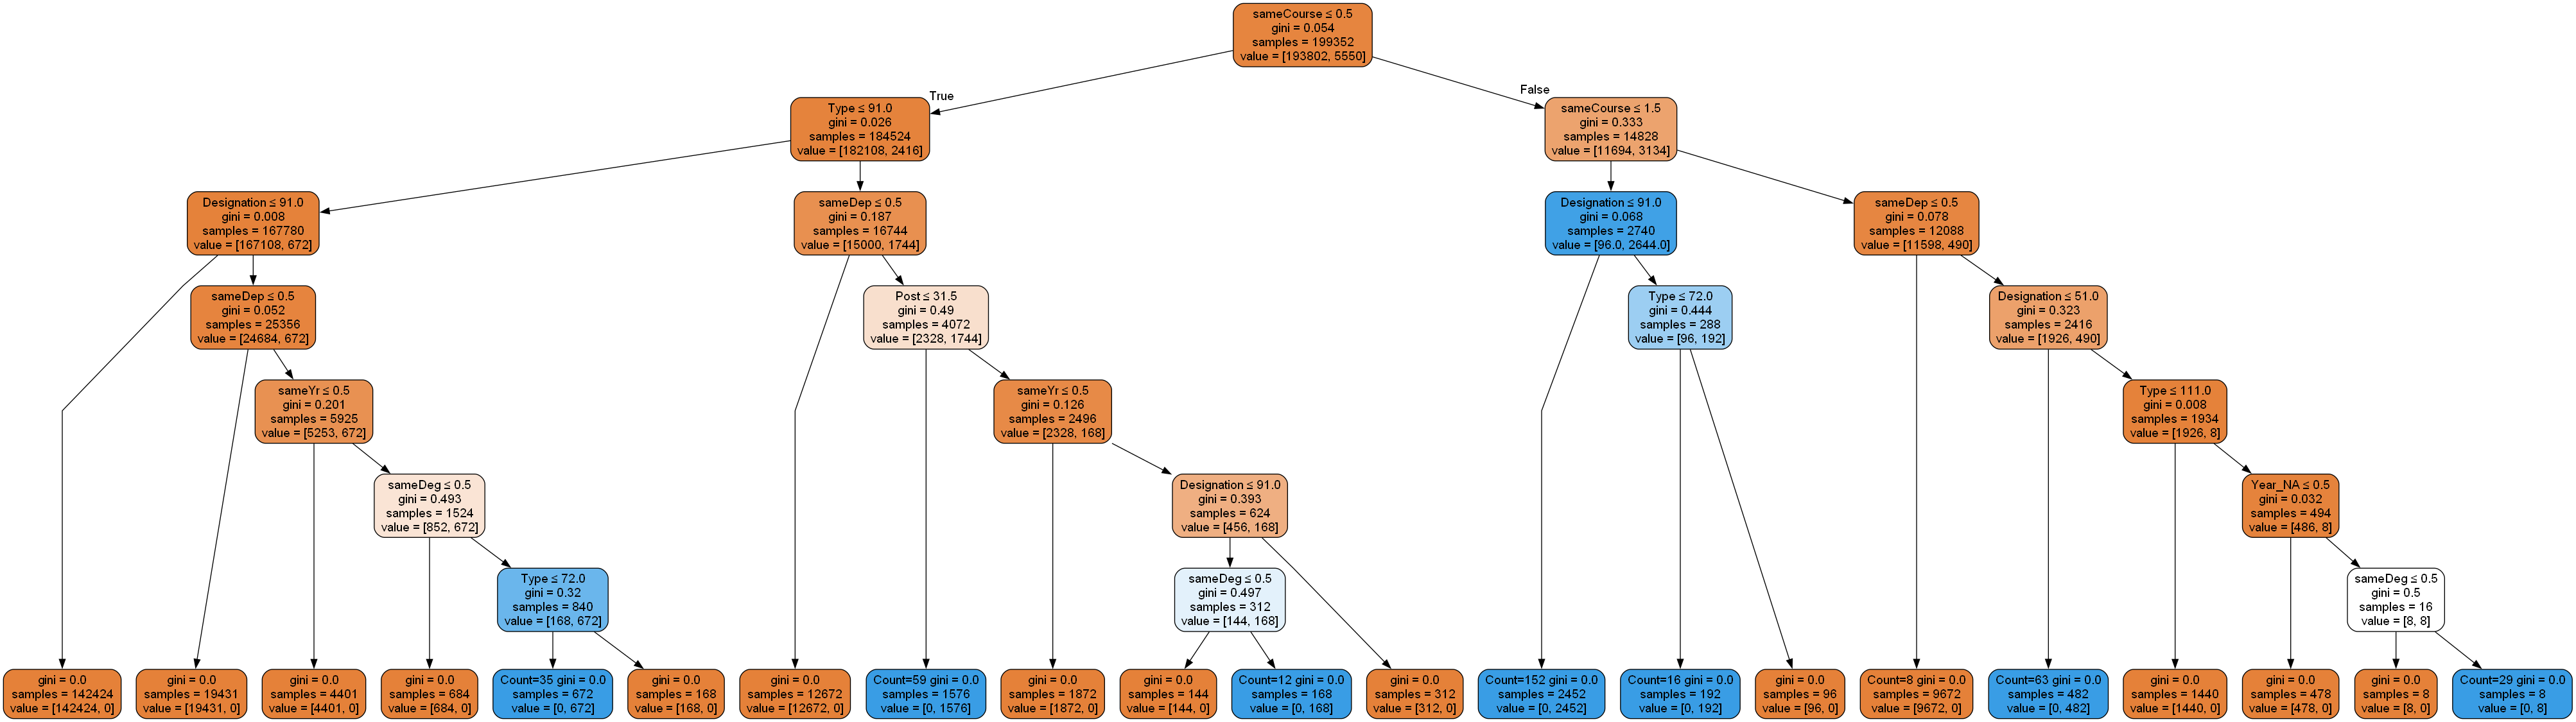 sameCourse ≤ 0.5
gini = 0.054
samples = 199352
value = [193802, 5550]
True
False
Type ≤ 91.0
gini = 0.026
samples = 184524
value = [182108, 2416]
sameCourse ≤ 1.5
gini = 0.333
samples = 14828
value = [11694, 3134]
Designation ≤ 91.0
gini = 0.008
samples = 167780
value = [167108, 672]
sameDep ≤ 0.5
gini = 0.187
samples = 16744
value = [15000, 1744]
Designation ≤ 91.0
gini = 0.068
samples = 2740
value = [96.0, 2644.0]
sameDep ≤ 0.5
gini = 0.078
samples = 12088
value = [11598, 490]
sameDep ≤ 0.5
gini = 0.052
samples = 25356
value = [24684, 672]
Post ≤ 31.5
gini = 0.49
samples = 4072
value = [2328, 1744]
Type ≤ 72.0
gini = 0.444
samples = 288
value = [96, 192]
Designation ≤ 51.0
gini = 0.323
samples = 2416
value = [1926, 490]
sameYr ≤ 0.5
gini = 0.201
samples = 5925
value = [5253, 672]
sameYr ≤ 0.5
gini = 0.126
samples = 2496
value = [2328, 168]
Type ≤ 111.0
gini = 0.008
samples = 1934
value = [1926, 8]
sameDeg ≤ 0.5
gini = 0.493
samples = 1524
value = [852, 672]
Designation ≤ 91.0
gini = 0.393
samples = 624
value = [456, 168]
Year_NA ≤ 0.5
gini = 0.032
samples = 494
value = [486, 8]
Type ≤ 72.0
gini = 0.32
samples = 840
value = [168, 672]
sameDeg ≤ 0.5
gini = 0.497
samples = 312
value = [144, 168]
sameDeg ≤ 0.5
gini = 0.5
samples = 16
value = [8, 8]
gini = 0.0
samples = 142424
value = [142424, 0]
gini = 0.0
samples = 19431
value = [19431, 0]
gini = 0.0
samples = 4401
value = [4401, 0]
gini = 0.0
samples = 684
value = [684, 0]
Count=35 gini = 0.0
samples = 672
value = [0, 672]
gini = 0.0
samples = 168
value = [168, 0]
gini = 0.0
samples = 12672
value = [12672, 0]
Count=59 gini = 0.0
samples = 1576
value = [0, 1576]
gini = 0.0
samples = 1872
value = [1872, 0]
gini = 0.0
samples = 144
value = [144, 0]
Count=12 gini = 0.0
samples = 168
value = [0, 168]
gini = 0.0
samples = 312
value = [312, 0]
Count=152 gini = 0.0
samples = 2452
value = [0, 2452]
Count=16 gini = 0.0
samples = 192
value = [0, 192]
gini = 0.0
samples = 96
value = [96, 0]
Count=8 gini = 0.0
samples = 9672
value = [9672, 0]
Count=63 gini = 0.0
samples = 482
value = [0, 482]
gini = 0.0
samples = 1440
value = [1440, 0]
gini = 0.0
samples = 478
value = [478, 0]
gini = 0.0
samples = 8
value = [8, 0]
Count=29 gini = 0.0
samples = 8
value = [0, 8]